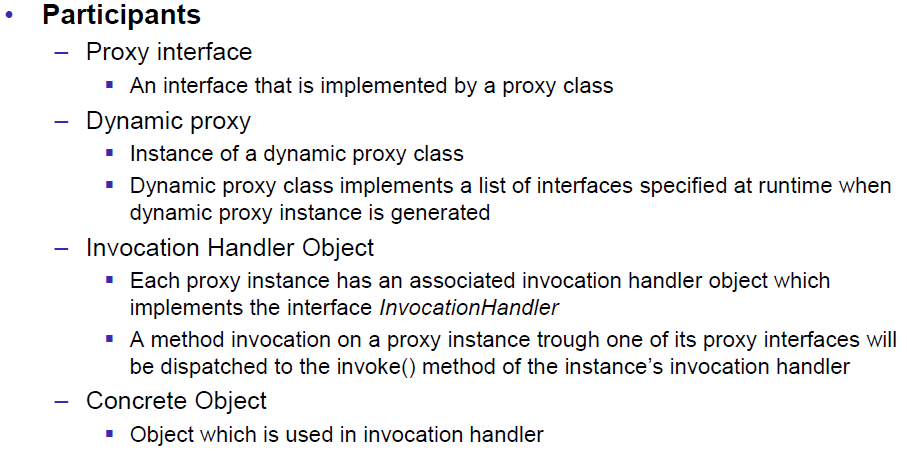 • Participants
– Proxy interface
▪ An interface that is implemented by a proxy class
– Dynamic proxy
▪ Instance of a dynamic proxy class
▪ Dynamic proxy class implements a list of interfaces specified at runtime when
dynamic proxy instance is generated
– Invocation Handler Object
▪ Each proxy instance has an associated invocation handler object which
implements the interface InvocationHandler
▪ A method invocation on a proxy instance trough one of its proxy interfaces will
be dispatched to the invoke() method of the instance’s invocation handler
– Concrete Object
▪ Object which is used in invocation handler